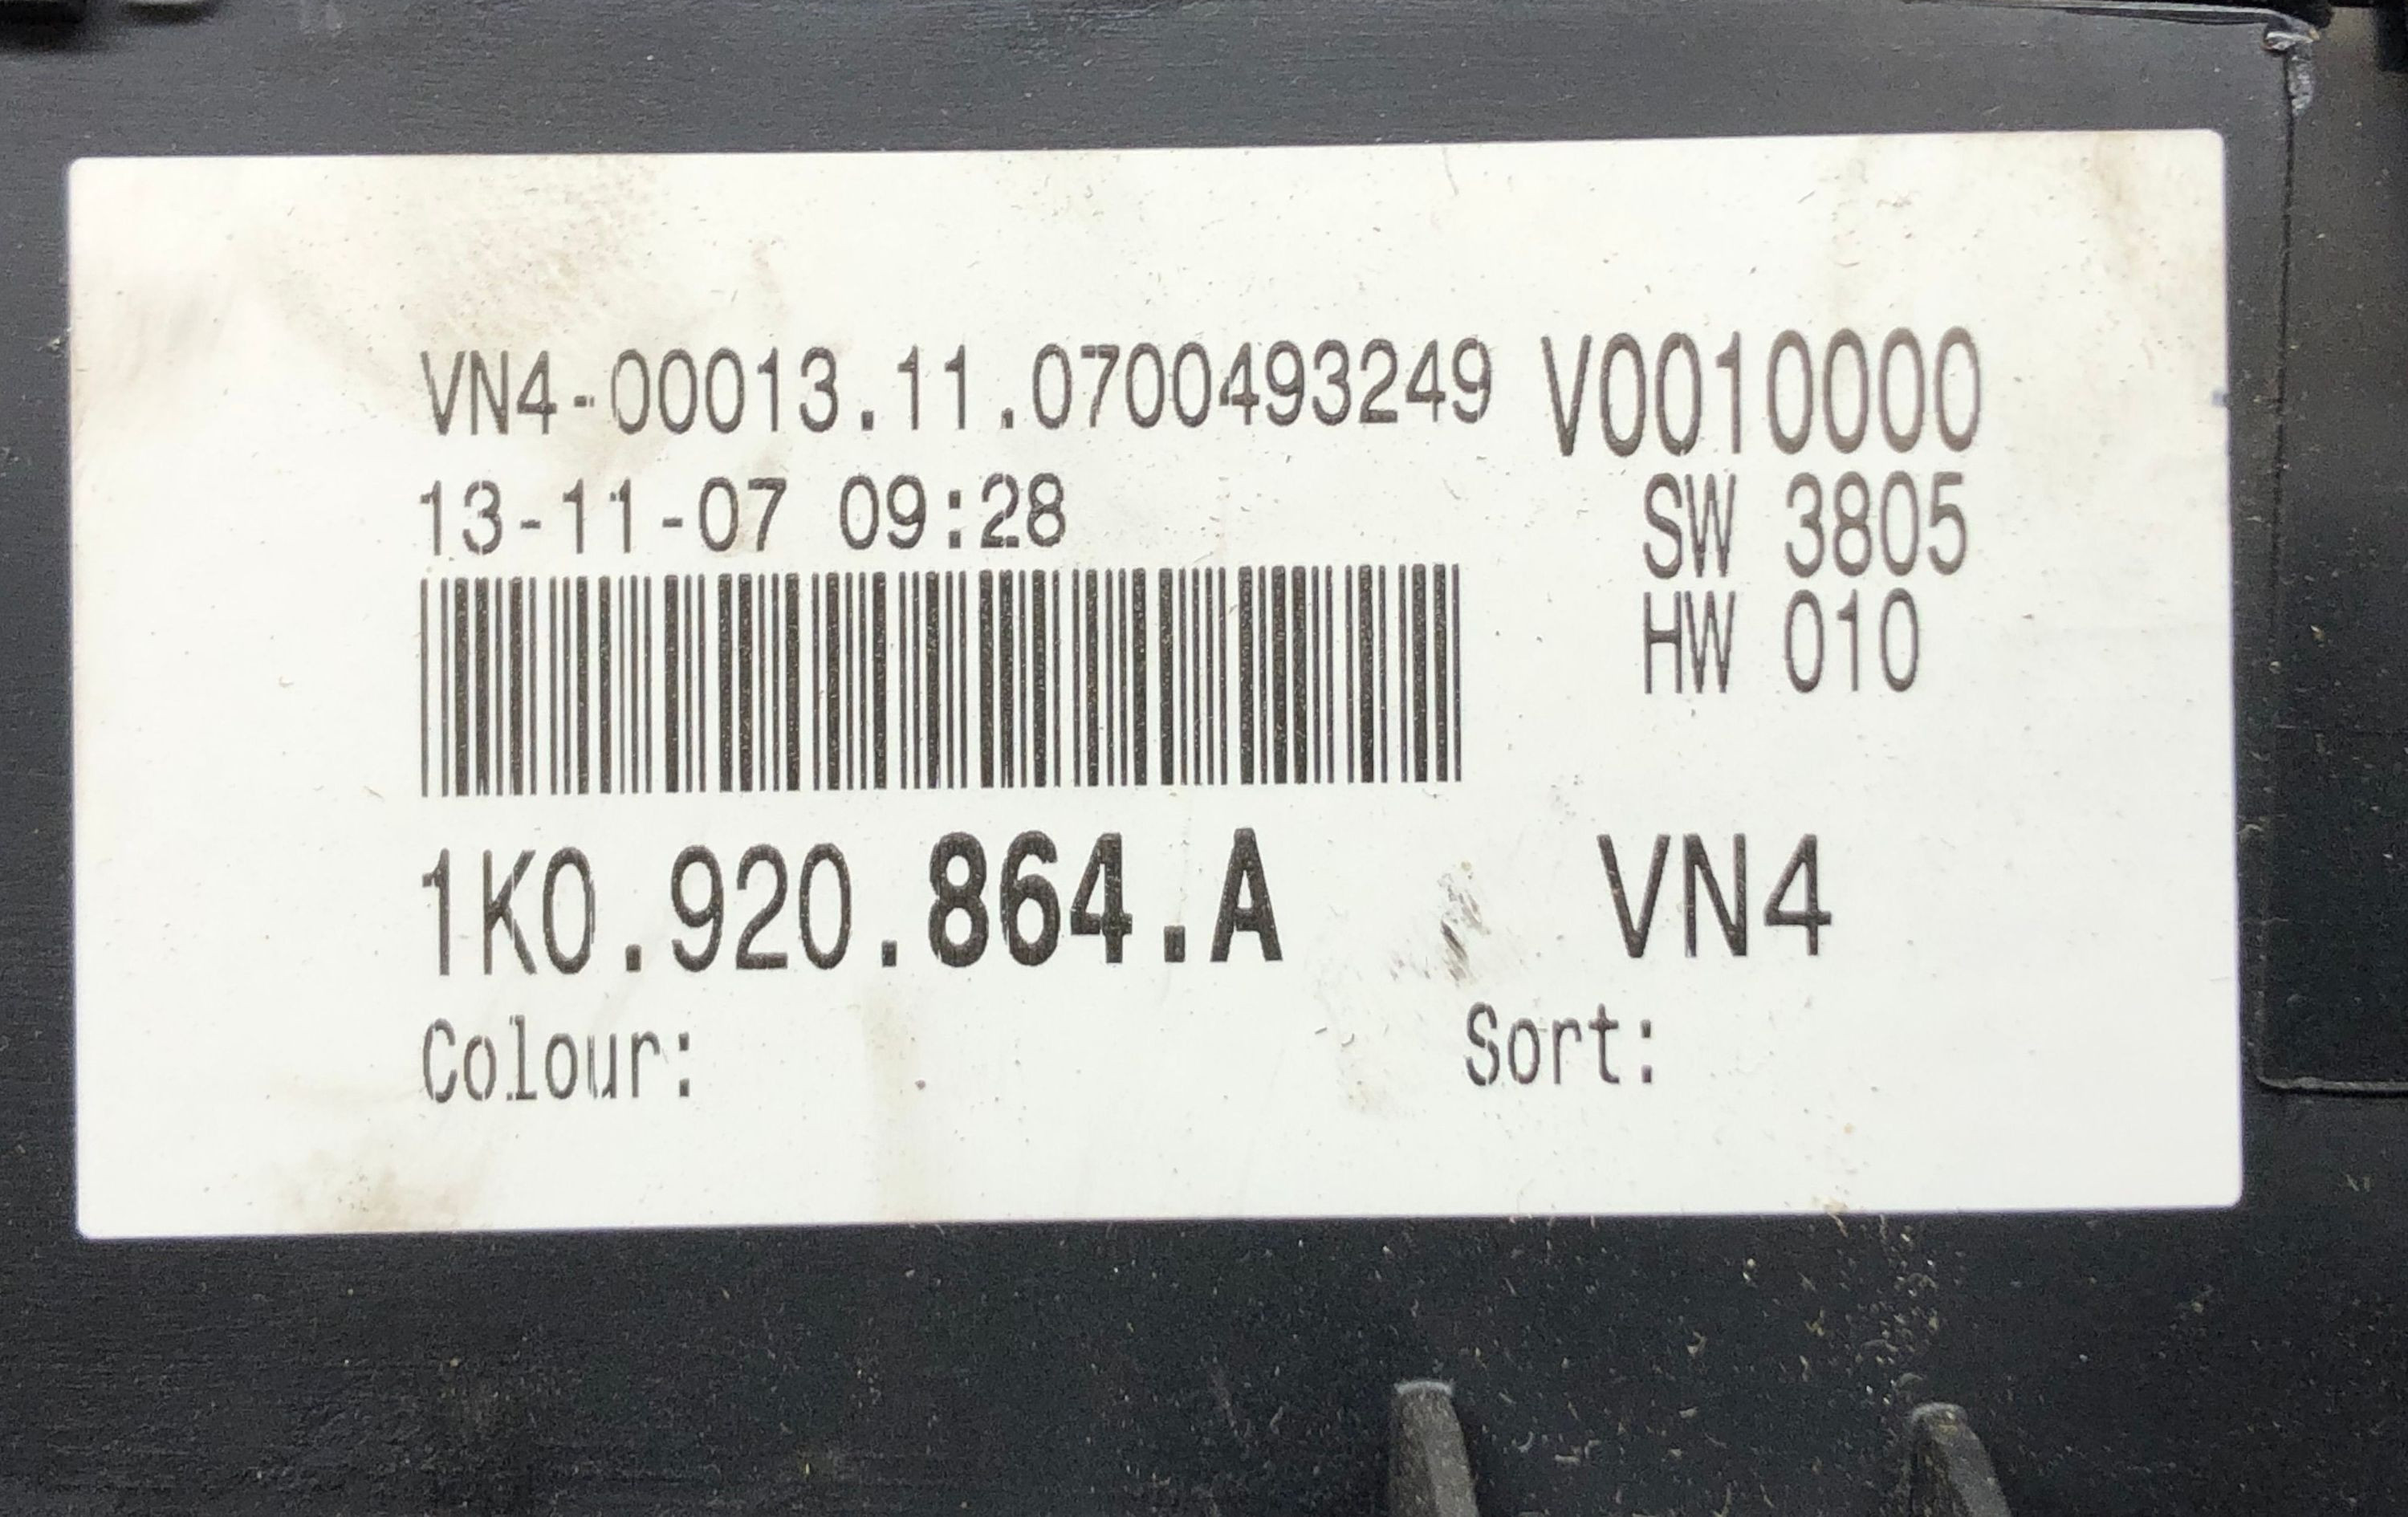 VN4-00013.11.0700493249 V0010000
13-11-07 09:28 SW 3805
HW 010
1K0.920.864.A VN4
Colour: Sort: